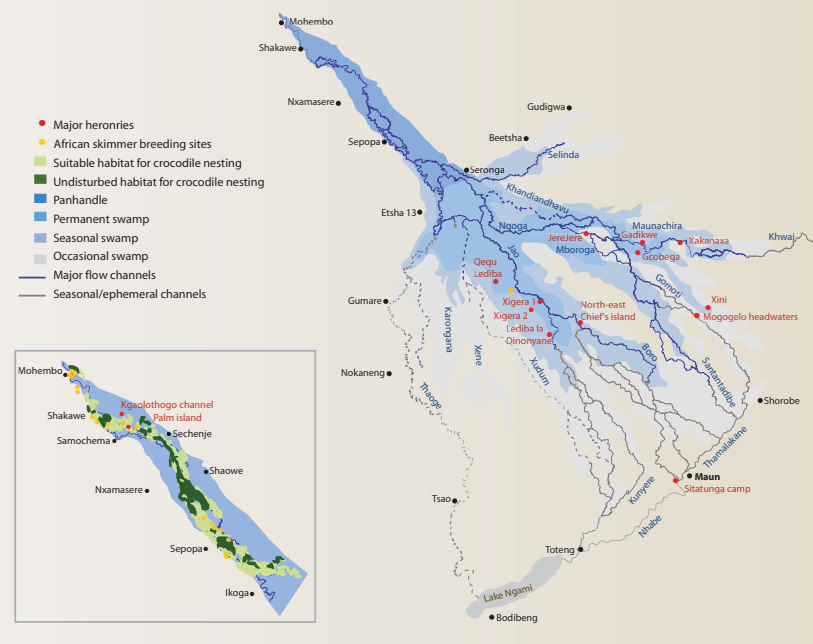 Mohembo
Shakawe
Nxamasere
Sepopa
Gudigwa
Beetsha
Selinda
Seronga
Khandiandhavu
Etsha 13
Ngoga
Maunachira
JereJere
Gadikwe
Xakanaxa
Khwai
Mboroga
Gcobega
Jao
Qequ
Lediba
Gomoti
Xigera 1
Xigera 2
North-east
Chief's island
Xini
Mogogelo headwaters
Gumare
Karongana
Xene
Lediba la
Dinonyane
Xudum
Boro
Santantadibe
Nokaneng
Thaoge
Shorobe
Thamalakane
Maun
Sitatunga camp
Kunyere
Nhabe
Tsao
Toteng
Lake Ngami
Bodibeng
Major heronries
African skimmer breeding sites
Suitable habitat for crocodile nesting
Undisturbed habitat for crocodile nesting
Panhandle
Permanent swamp
Seasonal swamp
Occasional swamp
Major flow channels
Seasonal/ephemeral channels
Mohembo
Kgaolothogo channel
Palm island
Shakawe
Samochema
Sechenje
Shaowe
Nxamasere
Sepopa
Ikoga